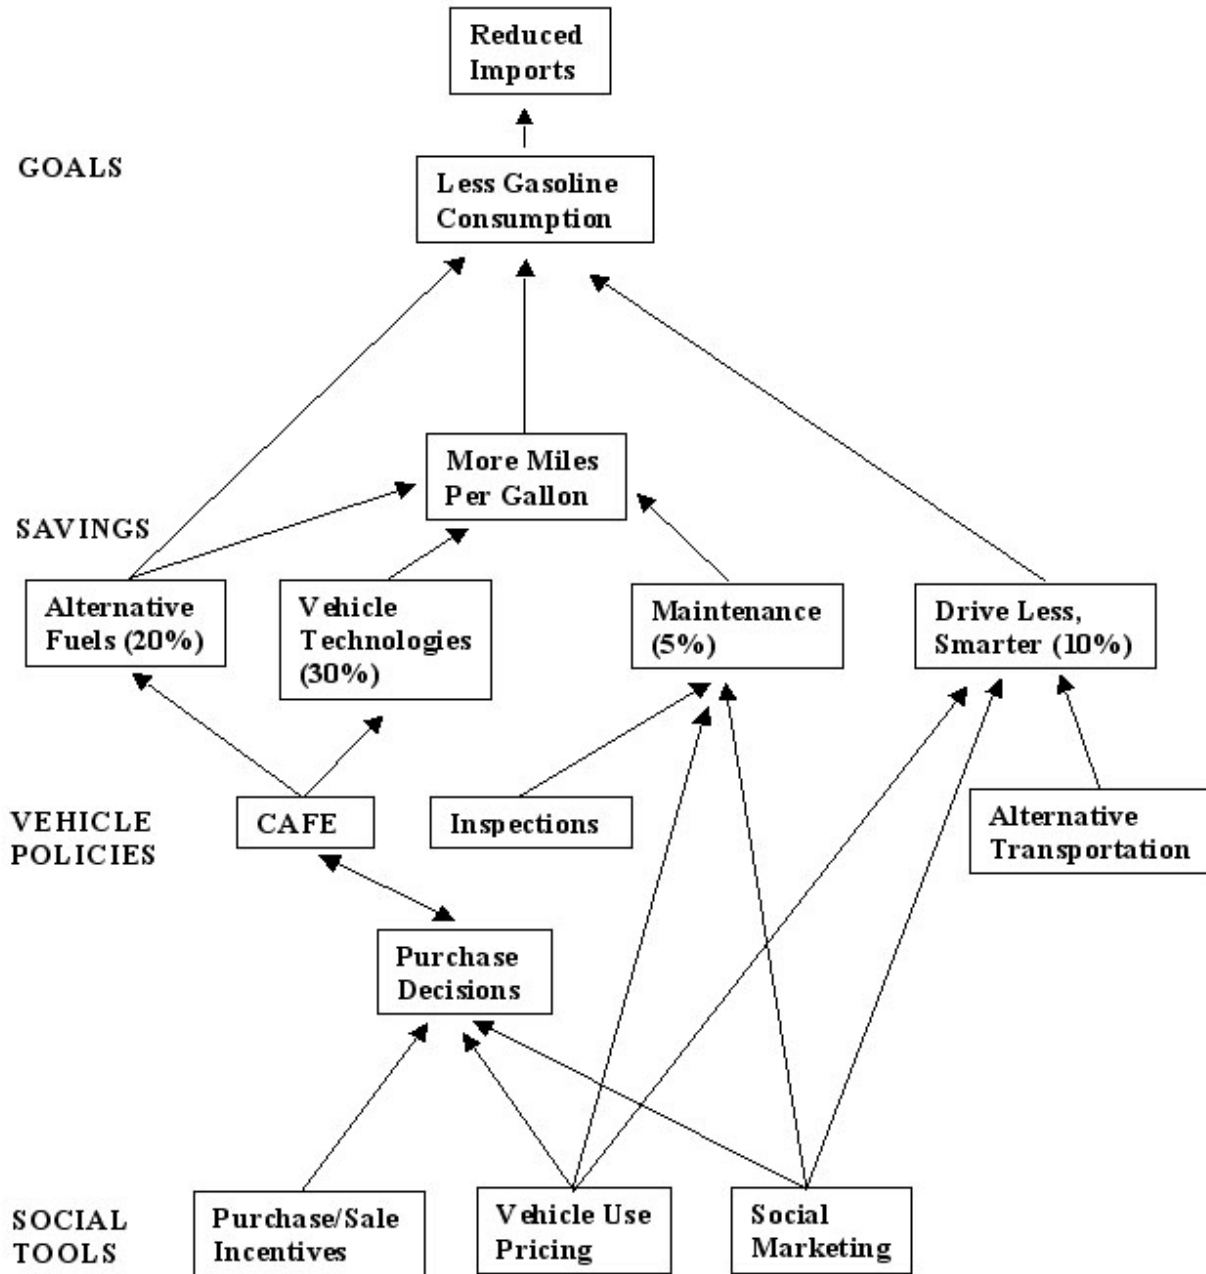 Reduced
Imports
GOALS
Less Gasoline
Consumption
More Miles
Per Gallon
SAVINGS
Alternative
Fuels (20%)
Vehicle
Technologies
(30%)
Maintenance
(5%)
Drive Less,
Smarter (10%)
VEHICLE
POLICIES
CAFE
Inspections
Alternative
Transportation
Purchase
Decisions
SOCIAL
TOOLS
Purchase/Sale
Incentives
Vehicle Use
Pricing
Social
Marketing